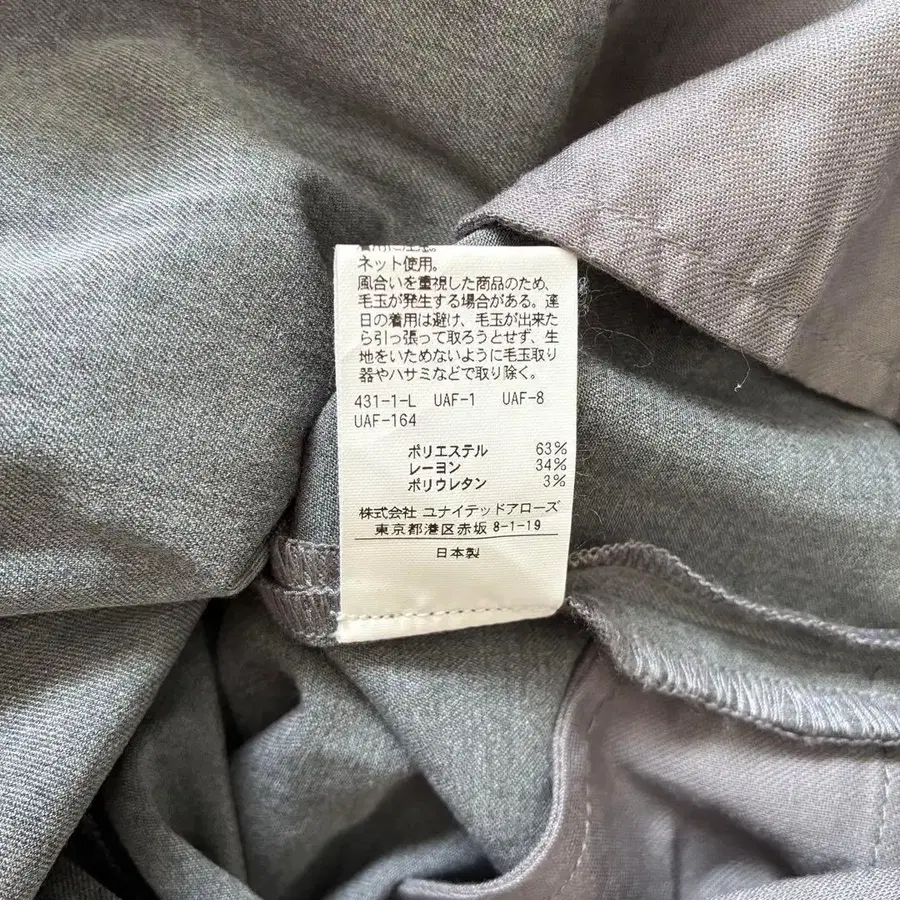 ネット使用。
風合いを重視した商品のため、
毛玉が発生する場合がある。連
日の着用は避け、毛玉が出来た
ら引っ張って取ろうとせず、生
地をいためないように毛玉取り
器やハサミなどで取り除く。
431-1-L UAF-1 UAF-8
UAF-164
ポリエステル 63%
レーヨン 34%
ポリウレタン 3%
株式会社 ユナイテッドアローズ
東京都港区赤坂 8-1-19
日本製